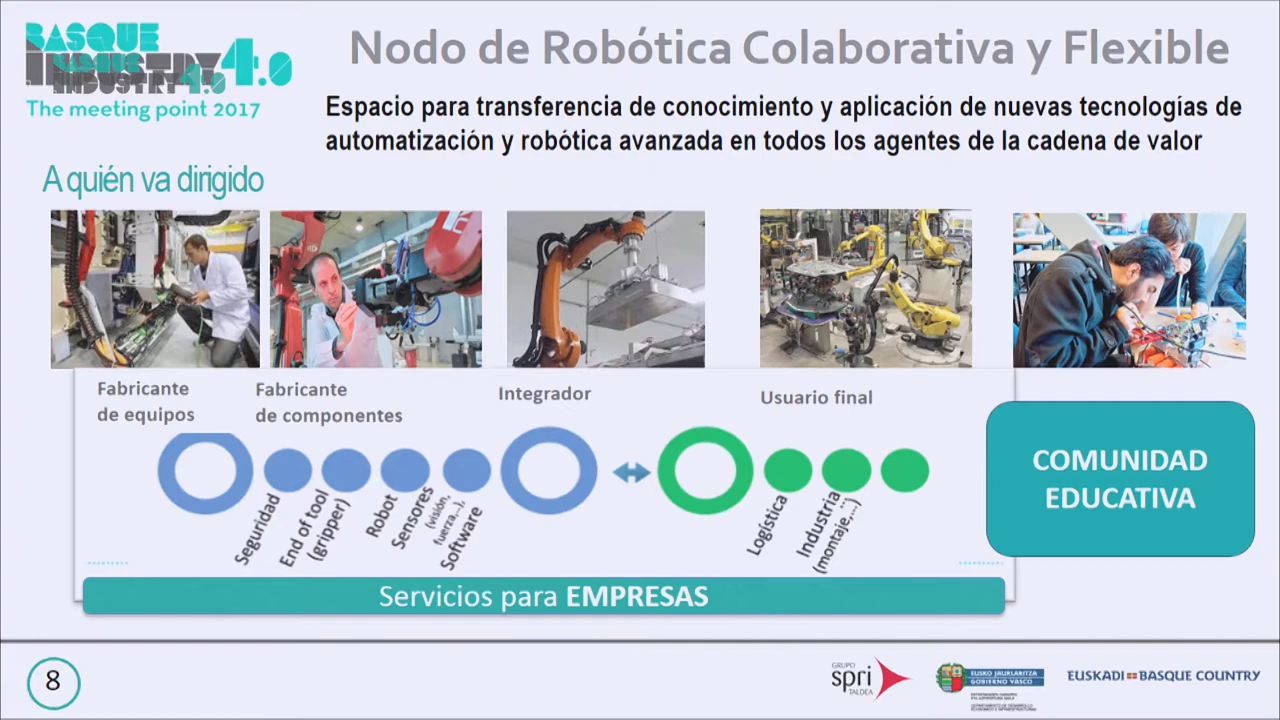 BASQUE
INDUSTRY 4.0
The meeting point 2017
Nodo de Robótica Colaborativa y Flexible
Espacio para transferencia de conocimiento y aplicación de nuevas tecnologías de
automatización y robótica avanzada en todos los agentes de la cadena de valor
A quién va dirigido
Fabricante
de equipos
Fabricante
de componentes
Integrador
Usuario final
Seguridad
End of tool
(gripper)
Robot
Sensores
(visión,
fuerza,...),
Software
Logística
Industria
(montaje,...)
COMUNIDAD
EDUCATIVA
Servicios para EMPRESAS
8
GRUPO
spri
TALDEA
EUSKO JAURLARITZA
GOBIERNO VASCO
EUSKADI BASQUE COUNTRY